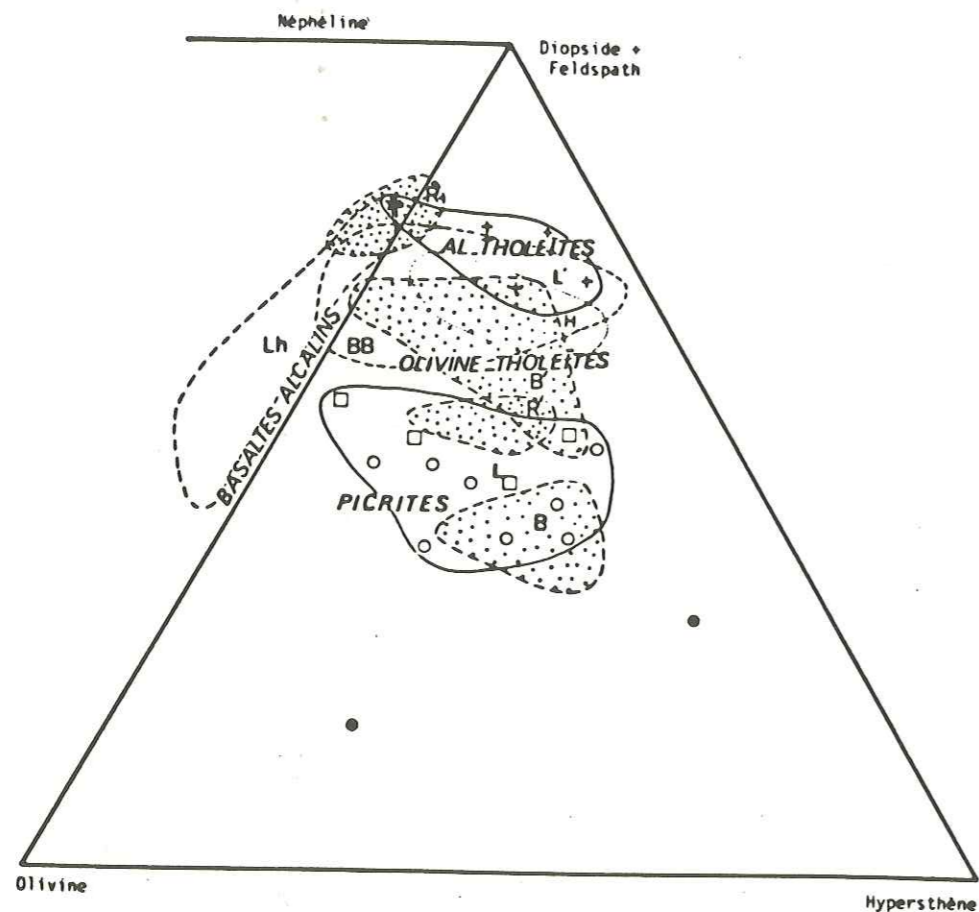 Néphéline
Diopside +
Feldspath
R
AL THOLEITES
L
H
Lh
BB
OLIVINE-THOLEITES
BASALTES ALCALINS
B
R
L
PICRITES
B
Olivine
Hypersthène